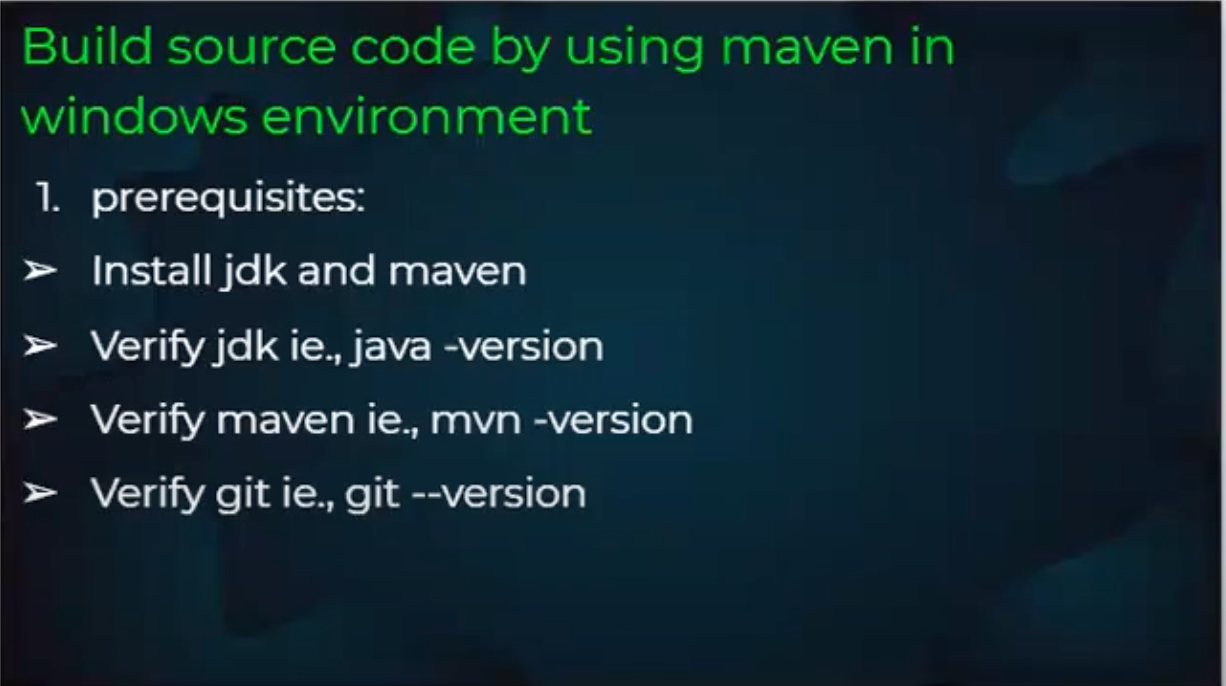 Build source code by using maven in
windows environment
1. prerequisites:
➢ Install jdk and maven
➢ Verify jdk ie., java -version
➢ Verify maven ie., mvn -version
➢ Verify git ie., git --version